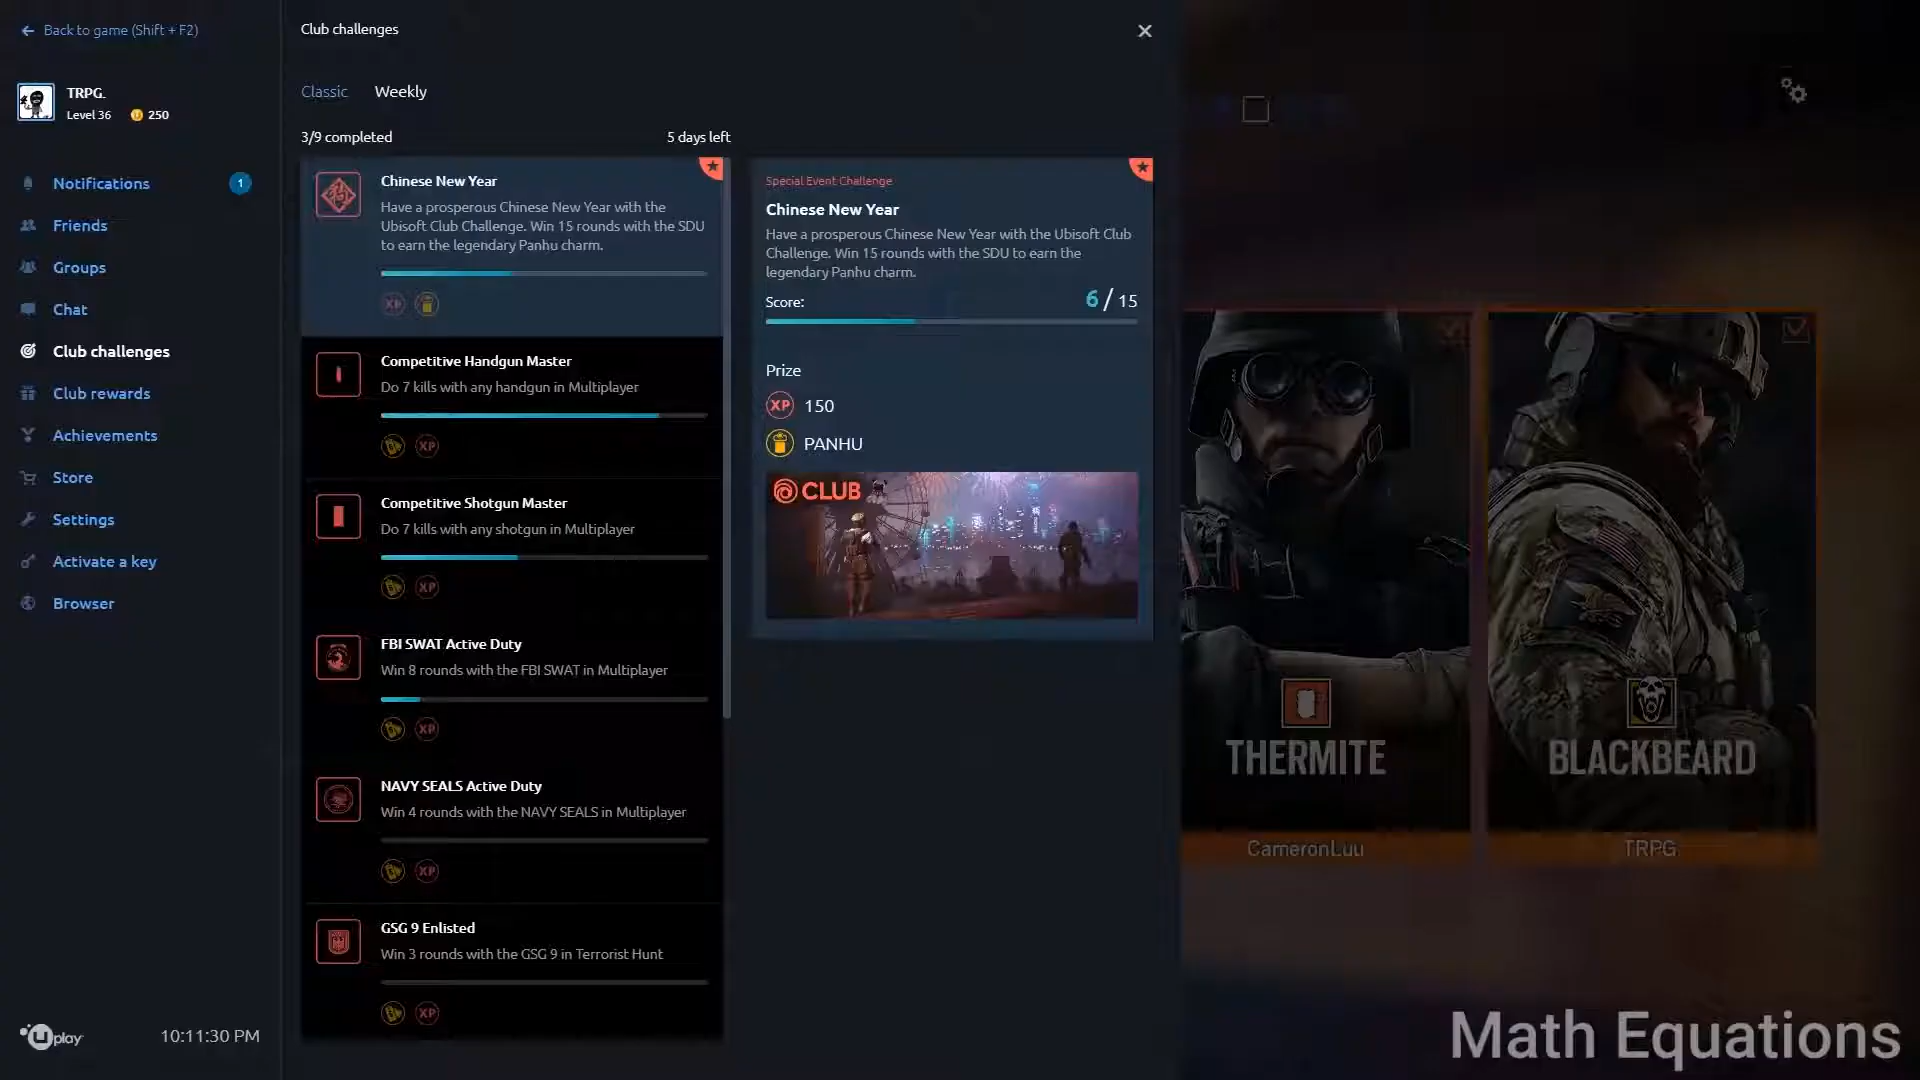 Back to game (Shift + F2)
TRPG.
Level 36
250
Notifications
1
Friends
Groups
Chat
Club challenges
Club rewards
Achievements
Store
Settings
Activate a key
Browser
Uplay
10:11:30 PM
Club challenges
Classic
Weekly
3/9 completed
5 days left
Chinese New Year
Have a prosperous Chinese New Year with the
Ubisoft Club Challenge. Win 15 rounds with the SDU
to earn the legendary Panhu charm.
XP
Competitive Handgun Master
Do 7 kills with any handgun in Multiplayer
XP
Competitive Shotgun Master
Do 7 kills with any shotgun in Multiplayer
XP
FBI SWAT Active Duty
Win 8 rounds with the FBI SWAT in Multiplayer
XP
NAVY SEALS Active Duty
Win 4 rounds with the NAVY SEALS in Multiplayer
XP
GSG 9 Enlisted
Win 3 rounds with the GSG 9 in Terrorist Hunt
XP
Special Event Challenge
Chinese New Year
Have a prosperous Chinese New Year with the Ubisoft Club
Challenge. Win 15 rounds with the SDU to earn the
legendary Panhu charm.
Score:
6 / 15
Prize
XP 150
PANHU
CLUB
THERMITE
CameronLuu
BLACKBEARD
TRPG.
Math Equations